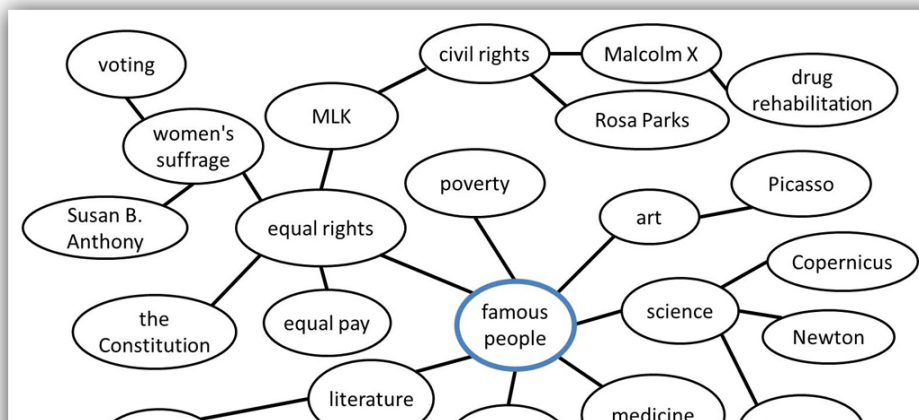 civil rights
Malcolm X
voting
drug
rehabilitation
MLK
Rosa Parks
women's
suffrage
poverty
Picasso
art
Susan B.
Anthony
equal rights
Copernicus
famous
people
science
the
Constitution
equal pay
Newton
literature
medicine